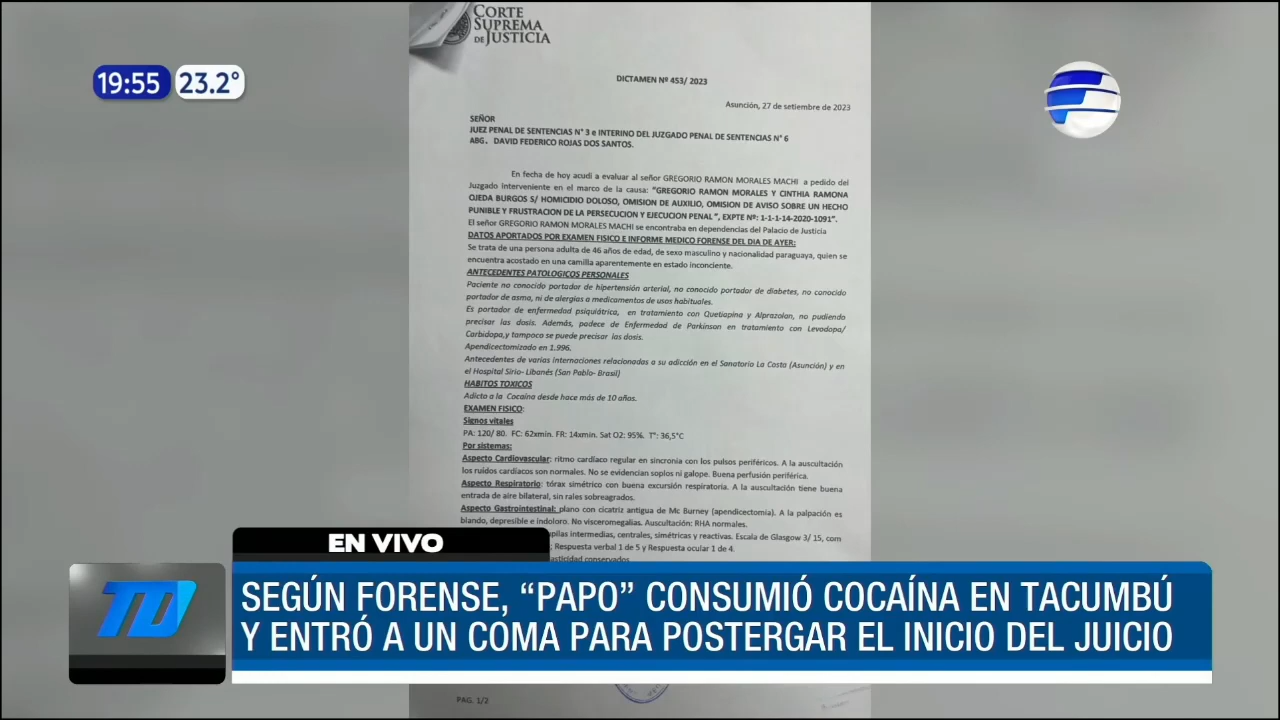 19:55 23.2°
CORTE
SUPREMA
DE JUSTICIA
DICTAMEN Nº 453/ 2023
Asunción, 27 de setiembre de 2023
SEÑOR
JUEZ PENAL DE SENTENCIAS N° 3 e INTERINO DEL JUZGADO PENAL DE SENTENCIAS N° 6
ABG. DAVID FEDERICO ROJAS DOS SANTOS.
En fecha de hoy acudi a evaluar al señor GREGORIO RAMON MORALES MACHI a pedido del
Juzgado interveniente en el marco de la causa: "GREGORIO RAMON MORALES Y CINTHIA RAMONA
OJEDA BURGOS S/ HOMICIDIO DOLOSO, OMISION DE AUXILIO, OMISION DE AVISO SOBRE UN HECHO
PUNIBLE Y FRUSTRACION DE LA PERSECUCION Y EJECUCION PENAL", EXPTE Nº: 1-1-1-14-2020-1091".
El señor GREGORIO RAMON MORALES MACHI se encontraba en dependencias del Palacio de Justicia
DATOS APORTADOS POR EXAMEN FISICO E INFORME MEDICO FORENSE DEL DIA DE AYER:
Se trata de una persona adulta de 46 años de edad, de sexo masculino y nacionalidad paraguaya, quien se
encuentra acostado en una camilla aparentemente en estado inconciente.
ANTECEDENTES PATOLOGICOS PERSONALES
Paciente no conocido portador de hipertensión arterial, no conocido portador de diabetes, no conocido
portador de asma, ni de alergias a medicamentos de usos habituales.
Es portador de enfermedad psiquiátrica, en tratamiento con Quetiapina y Alprazolan, no pudiendo
precisar las dosis. Además, padece de Enfermedad de Parkinson en tratamiento con Levodopa/
Carbidopa,y tampoco se puede precisar las dosis.
Apendicectomizado en 1.996.
Antecedentes de varias internaciones relacionadas a su adicción en el Sanatorio La Costa (Asunción) y en
el Hospital Sirio- Libanés (San Pablo- Brasil)
HABITOS TOXICOS
Adicto a la Cocaína desde hace más de 10 años.
EXAMEN FISICO:
Signos vitales
PA: 120/ 80. FC: 62xmin. FR: 14xmin. Sat O2: 95%. T°: 36,5°C
Por sistemas:
Aspecto Cardiovascular: ritmo cardíaco regular en sincronia con los pulsos periféricos. A la auscultación
los ruidos cardiacos son normales. No se evidencian soplos ni galope. Buena perfusión periférica.
Aspecto Respiratorio: tórax simétrico con buena excursión respiratoria. A la auscultación tiene buena
entrada de aire bilateral, sin rales sobreagrados.
Aspecto Gastrointestinal: plano con cicatriz antigua de Mc Burney (apendicectomia). A la palpación es
blando, depresible e indoloro. No visceromegalias. Auscultación: RHA normales.
pilas intermedias, centrales, simétricas y reactivas. Escala de Glasgow 3/ 15, com
; Respuesta verbal 1 de 5 y Respuesta ocular 1 de 4.
asticidad conservados
EN VIVO
TD
SEGÚN FORENSE, “PAPO” CONSUMIÓ COCAÍNA EN TACUMBÚ
Y ENTRÓ A UN COMA PARA POSTERGAR EL INICIO DEL JUICIO
PAG. 1/2